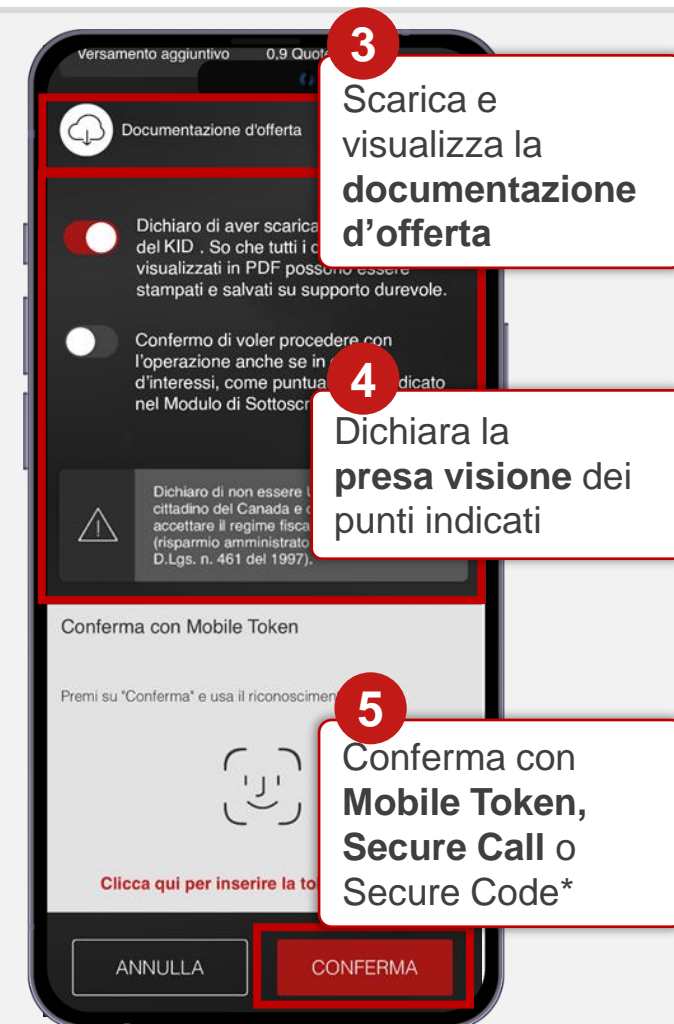 Versamento aggiuntivo 0,9 Quote
3
Scarica e
visualizza la
documentazione
d’offerta
Documentazione d'offerta
Dichiaro di aver scarica
del KID . So che tutti i d
visualizzati in PDF possono essere
stampati e salvati su supporto durevole.
Confermo di voler procedere con
l’operazione anche se in
d’interessi, come puntua dicato
nel Modulo di Sottoscr
4
Dichiara la
presa visione dei
punti indicati
Dichiaro di non essere
cittadino del Canada e
accettare il regime fisca
(risparmio amministrato
D.Lgs. n. 461 del 1997).
Conferma con Mobile Token
Premi su "Conferma" e usa il riconoscimen
5
Conferma con
Mobile Token,
Secure Call o
Secure Code*
Clicca qui per inserire la to
ANNULLA
CONFERMA